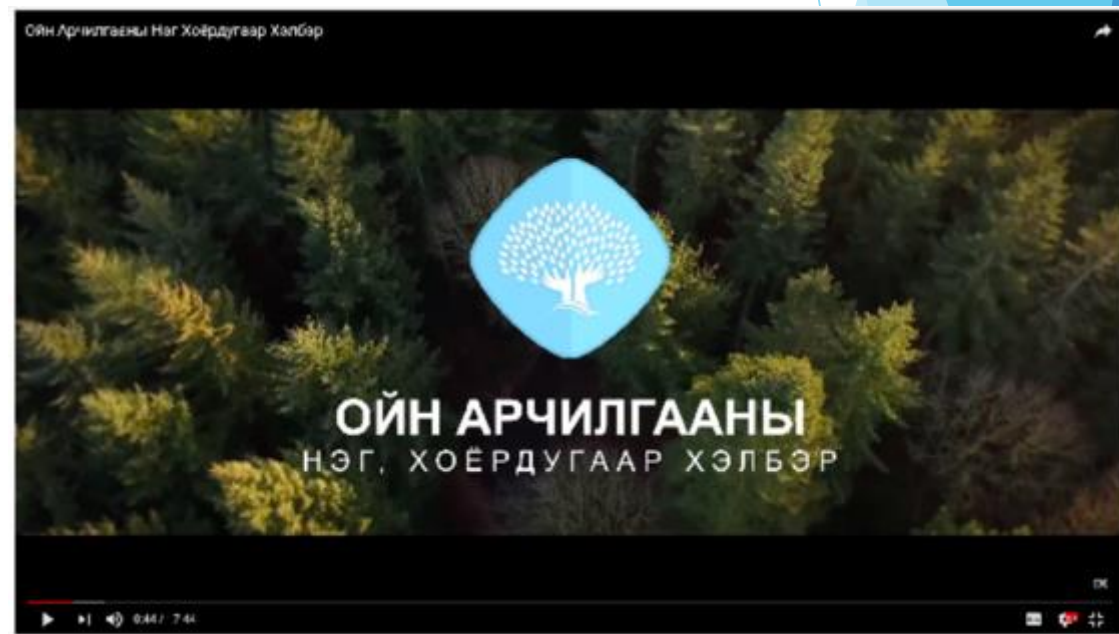 Ойн Арчилгааны Нэг Хоёрдугаар Хэлбэр
ОЙН АРЧИЛГААНЫ
НЭГ, ХОЁРДУГААР ХЭЛБЭР
0:44 / 7:44